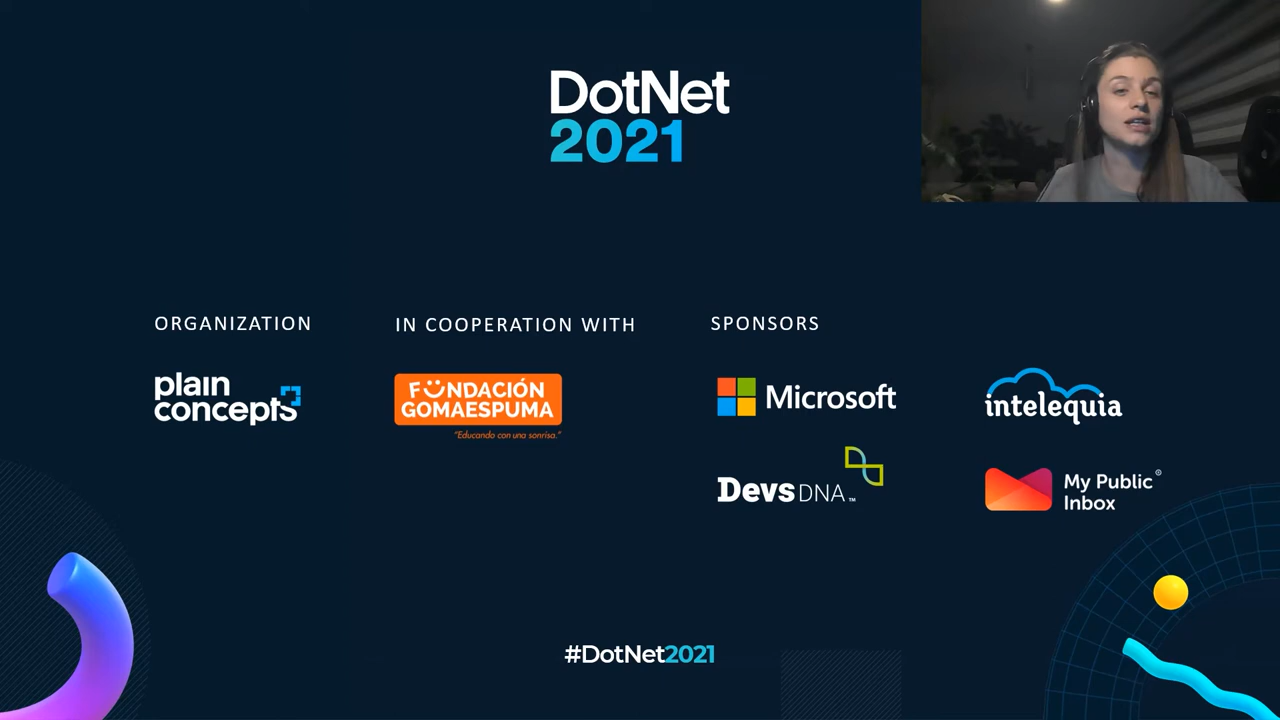 DotNet
2021
ORGANIZATION
plain
concepts
IN COOPERATION WITH
FUNDACIÓN
GOMAESPUMA
"Educando con una sonrisa."
SPONSORS
Microsoft
intelequia
Devs DNA™
My Public
Inbox®
#DotNet2021